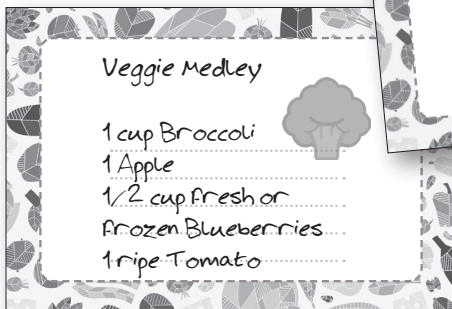 Veggie Medley
1 cup Broccoli
1 Apple
1/2 cup fresh or
frozen Blueberries
1 ripe Tomato